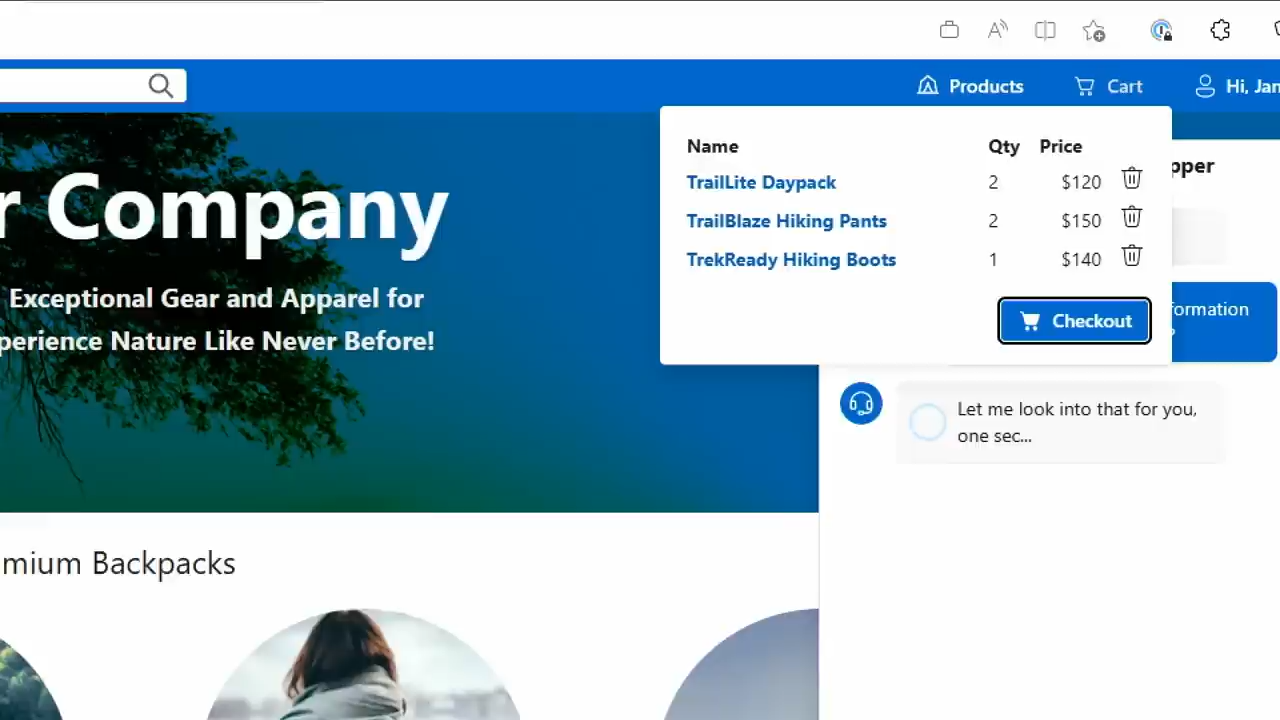 Products
Cart
Hi, Jan
r Company
Exceptional Gear and Apparel for
perience Nature Like Never Before!
Name Qty Price
TrailLite Daypack 2 $120
TrailBlaze Hiking Pants 2 $150
TrekReady Hiking Boots 1 $140
Checkout
pper
formation
Let me look into that for you,
one sec...
mium Backpacks